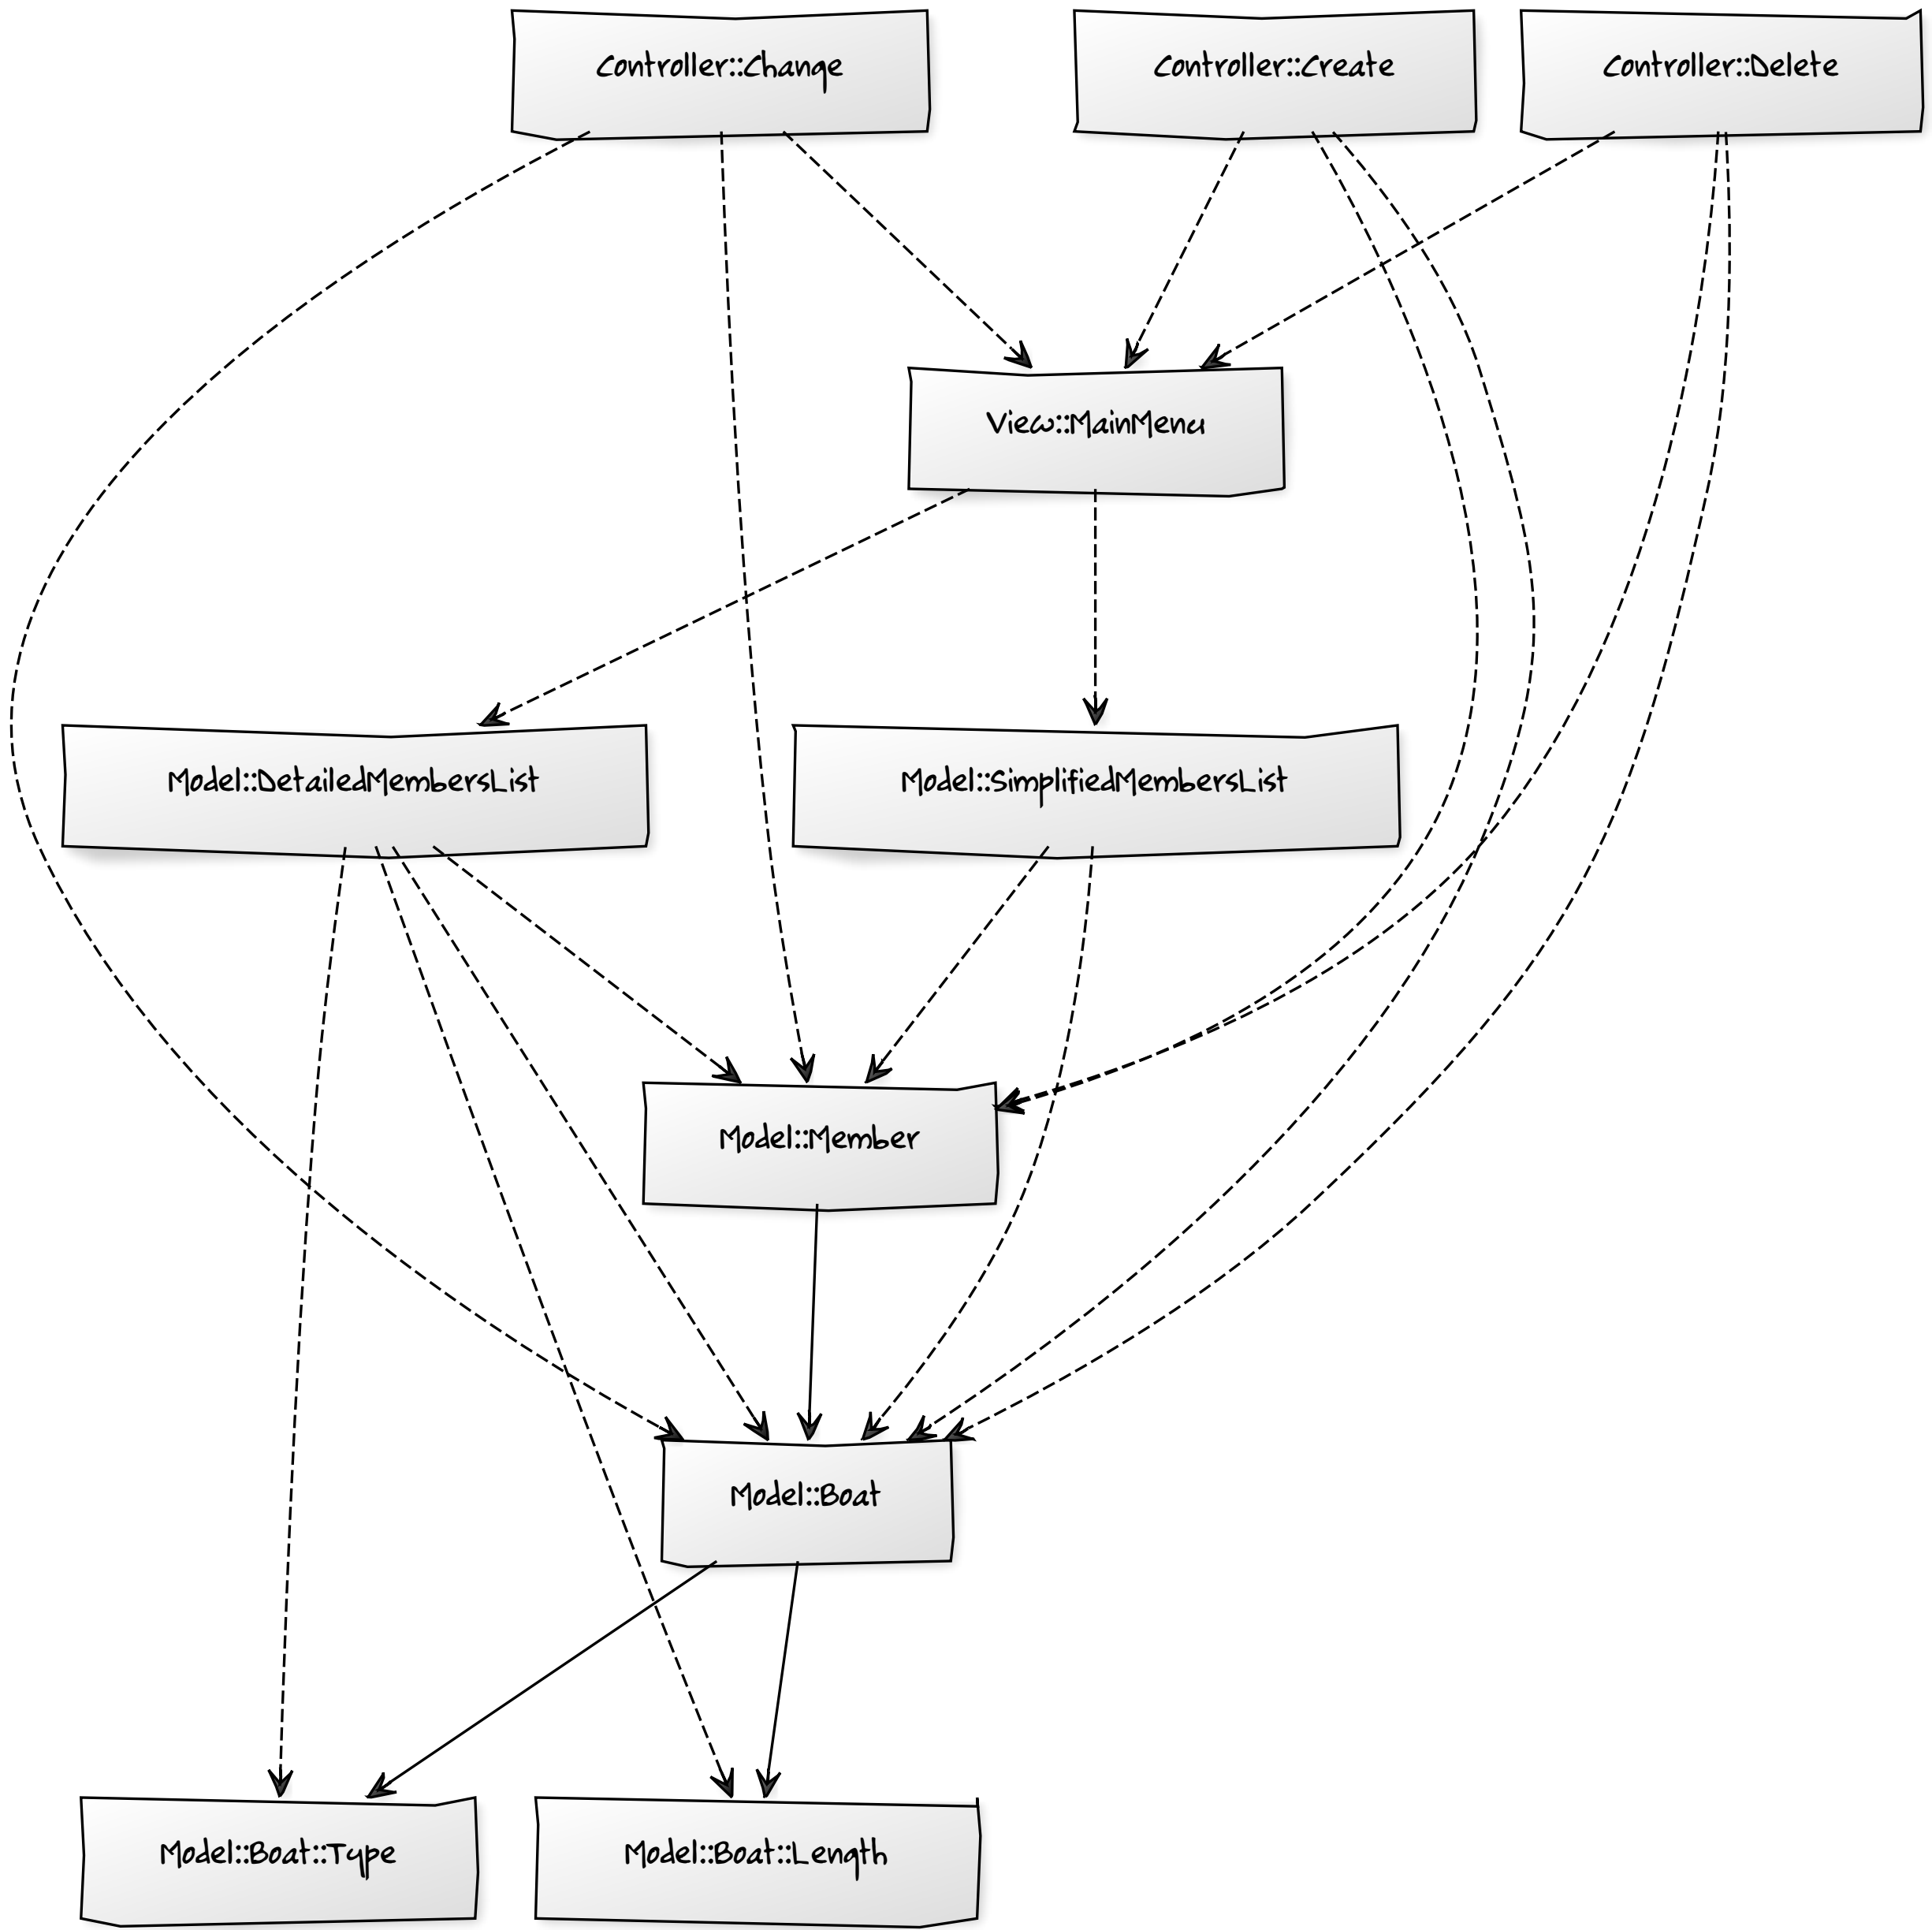 Controller::Change
Controller::Create
Controller::Delete
View::MainMenu
Model::DetailedMembersList
Model::SimplifiedMembersList
Model::Member
Model::Boat
Model::Boat::Type
Model::Boat::Length